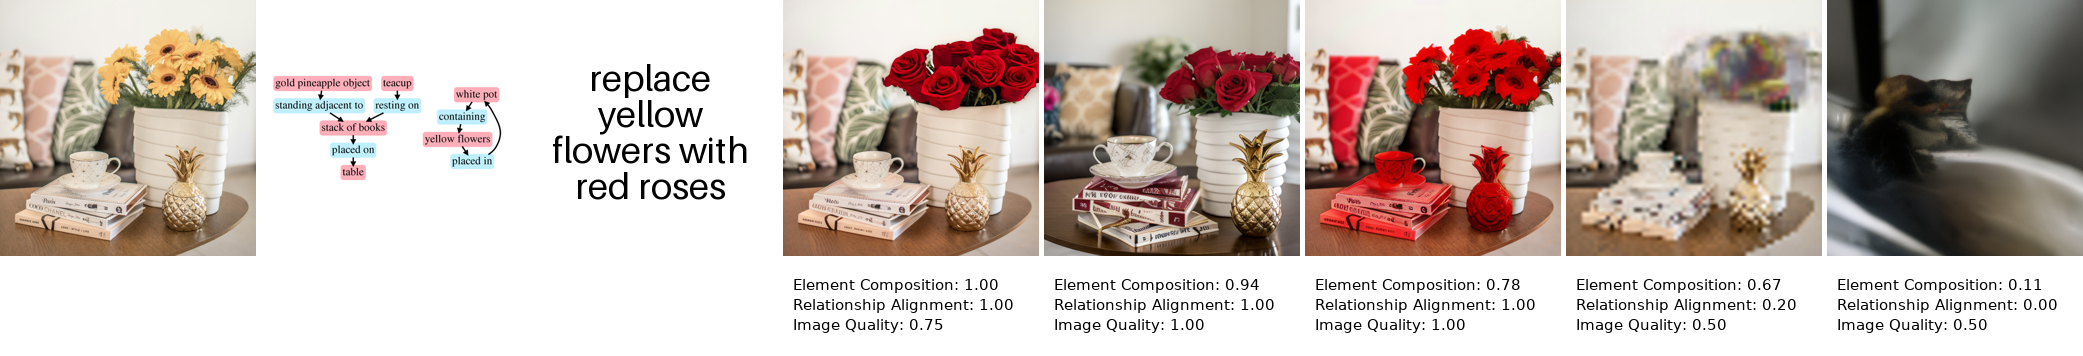 gold pineapple object
teacup
standing adjacent to
resting on
stack of books
placed on
table
white pot
containing
yellow flowers
placed in
replace
yellow
flowers with
red roses
Element Composition: 1.00
Relationship Alignment: 1.00
Image Quality: 0.75
Element Composition: 0.94
Relationship Alignment: 1.00
Image Quality: 1.00
Element Composition: 0.78
Relationship Alignment: 1.00
Image Quality: 1.00
Element Composition: 0.67
Relationship Alignment: 0.20
Image Quality: 0.50
Element Composition: 0.11
Relationship Alignment: 0.00
Image Quality: 0.50